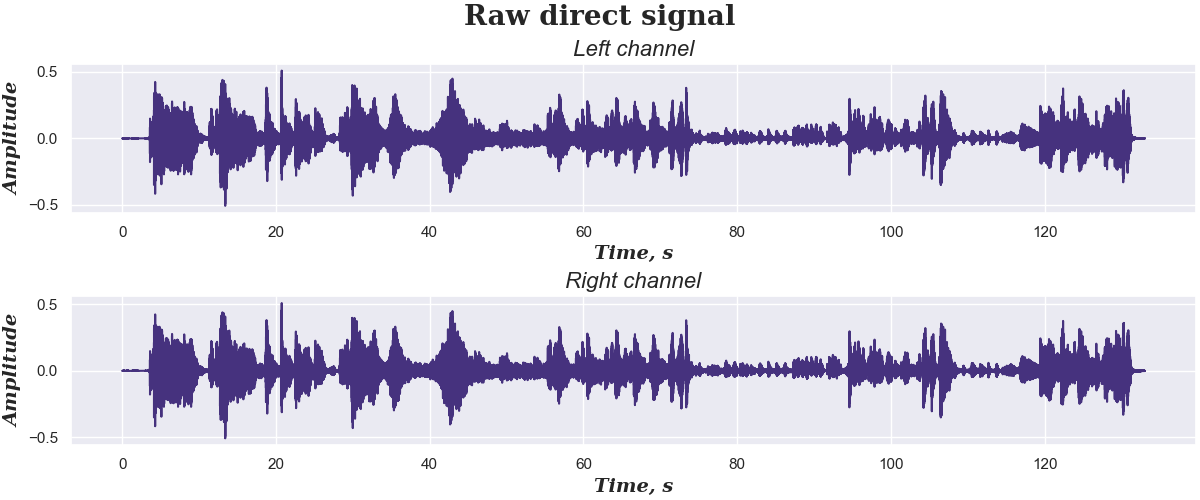 Raw direct signal
Left channel
Amplitude
0.5
0.0
−0.5
0 20 40 60 80 100 120
Time, s
Right channel
Amplitude
0.5
0.0
−0.5
0 20 40 60 80 100 120
Time, s